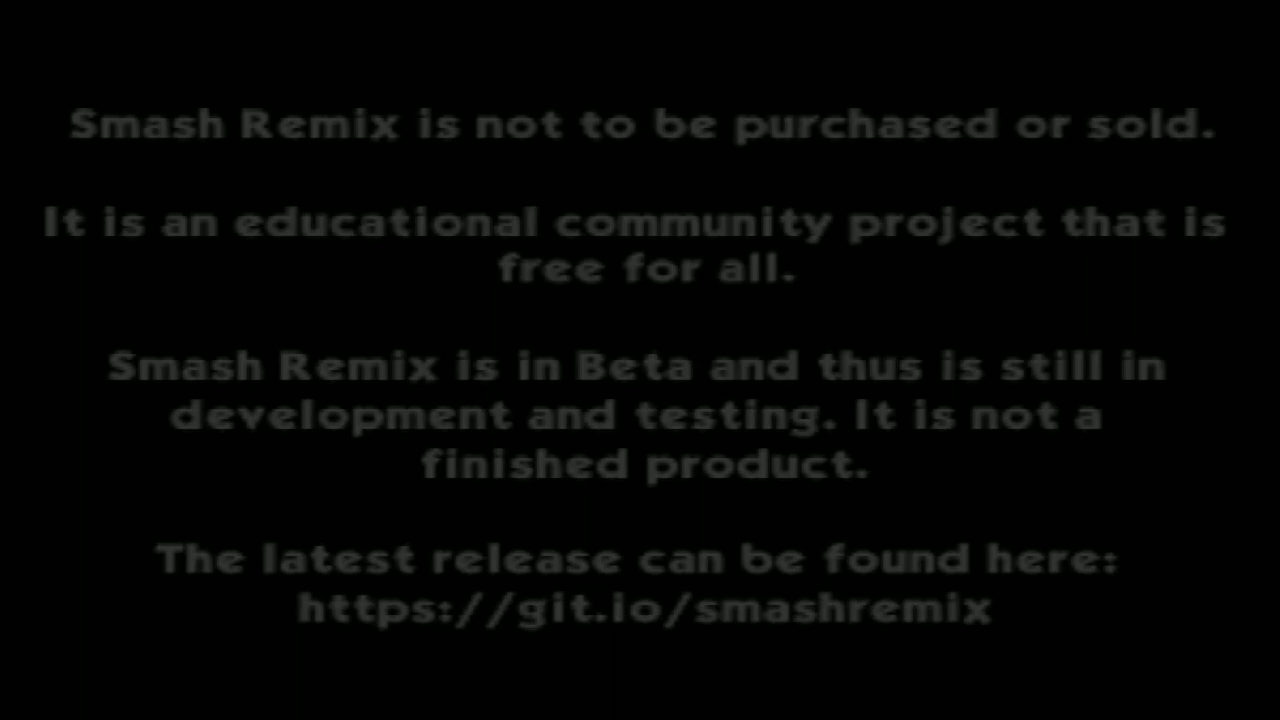 Smash Remix is not to be purchased or sold.
It is an educational community project that is
free for all.
Smash Remix is in Beta and thus is still in
development and testing. It is not a
finished product.
The latest release can be found here:
https://git.io/smashremix